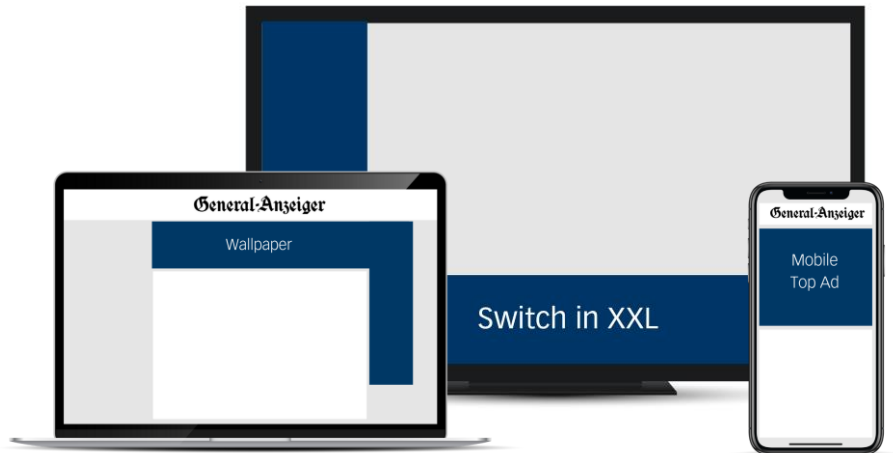 General-Anzeiger
Wallpaper
Switch in XXL
General-Anzeiger
Mobile
Top Ad